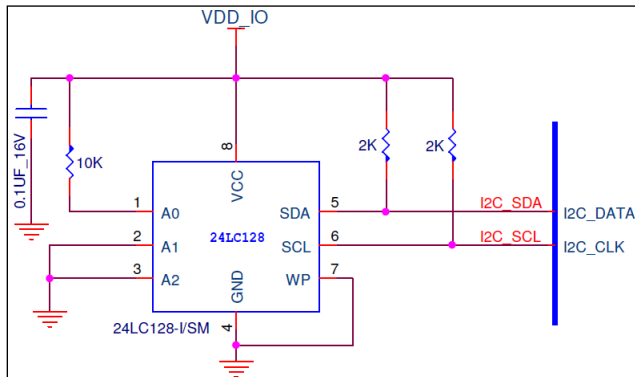 VDD_IO
0.1UF_16V
10K
2K
2K
8
VCC
1
A0
2
A1
3
A2
24LC128
SDA
5
SCL
6
WP
7
GND
4
24LC128-I/SM
I2C_SDA
I2C_DATA
I2C_SCL
I2C_CLK